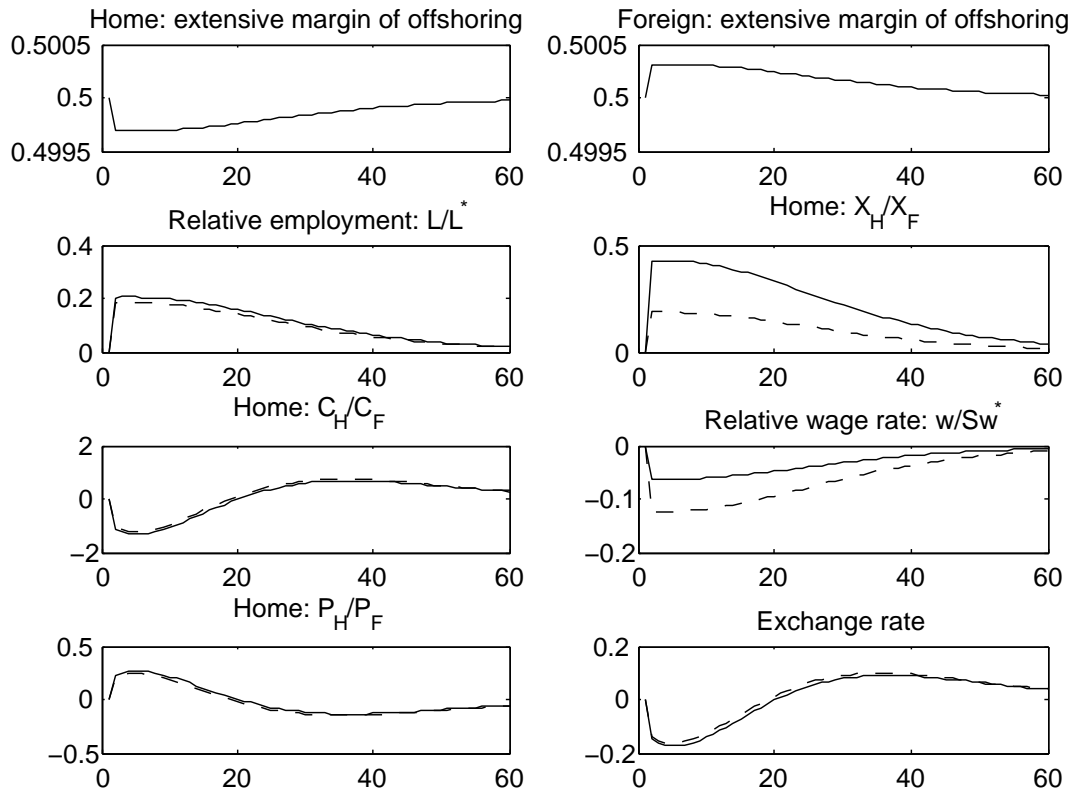 Home: extensive margin of offshoring
0.5005
0.5
0.4995
0 20 40 60
Foreign: extensive margin of offshoring
0.5005
0.5
0.4995
0 20 40 60
Relative employment: L/L*
0.4
0.2
0
0 20 40 60
Home: X_H/X_F
0.5
0
0 20 40 60
Home: C_H/C_F
2
0
−2
0 20 40 60
Relative wage rate: w/Sw*
0
−0.1
−0.2
0 20 40 60
Home: P_H/P_F
0.5
0
−0.5
0 20 40 60
Exchange rate
0.2
0
−0.2
0 20 40 60